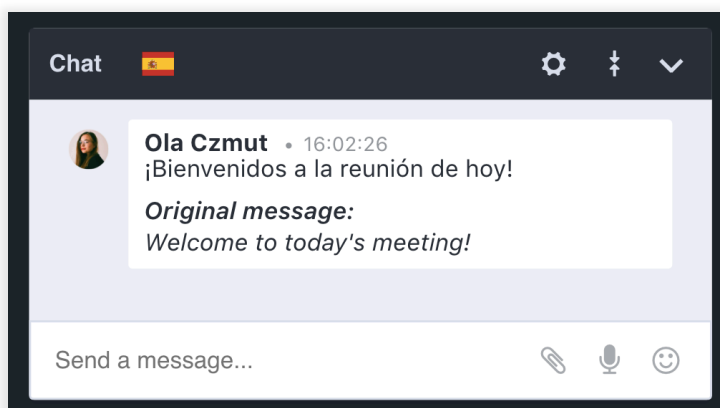 Chat
Ola Czmut • 16:02:26
¡Bienvenidos a la reunión de hoy!
Original message:
Welcome to today's meeting!
Send a message...